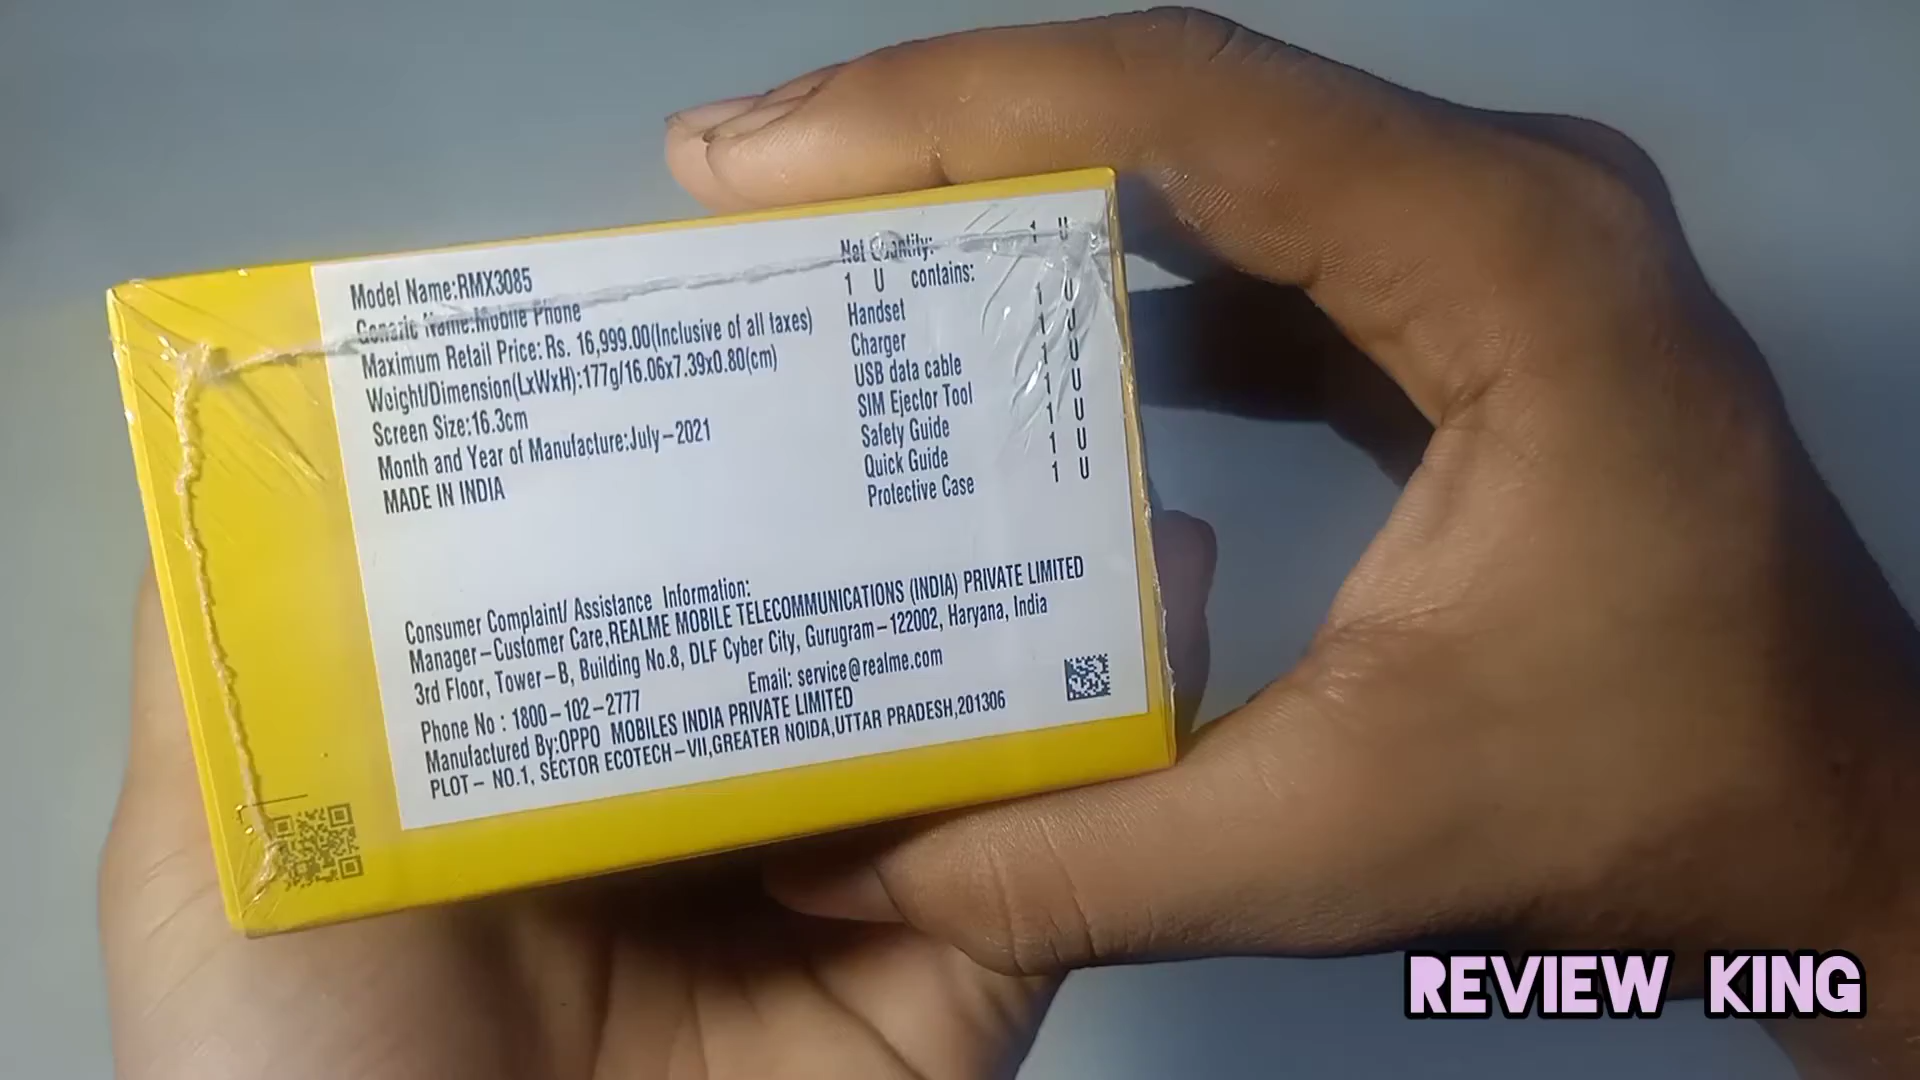 Model Name:RMX3085
Generic Name:Mobile Phone
Maximum Retail Price: Rs. 16,999.00(Inclusive of all taxes)
Weight/Dimension(LxWxH):177g/16.06x7.39x0.80(cm)
Screen Size:16.3cm
Month and Year of Manufacture:July-2021
MADE IN INDIA
Net Quantity: 1 U
1 U contains:
Handset 1 U
Charger 1 U
USB data cable 1 U
SIM Ejector Tool 1 U
Safety Guide 1 U
Quick Guide 1 U
Protective Case 1 U
Consumer Complaint/ Assistance Information:
Manager-Customer Care,REALME MOBILE TELECOMMUNICATIONS (INDIA) PRIVATE LIMITED
3rd Floor, Tower-B, Building No.8, DLF Cyber City, Gurugram-122002, Haryana, India
Phone No : 1800-102-2777 Email: service@realme.com
Manufactured By:OPPO MOBILES INDIA PRIVATE LIMITED
PLOT- NO.1, SECTOR ECOTECH-VII,GREATER NOIDA,UTTAR PRADESH,201306
REVIEW KING